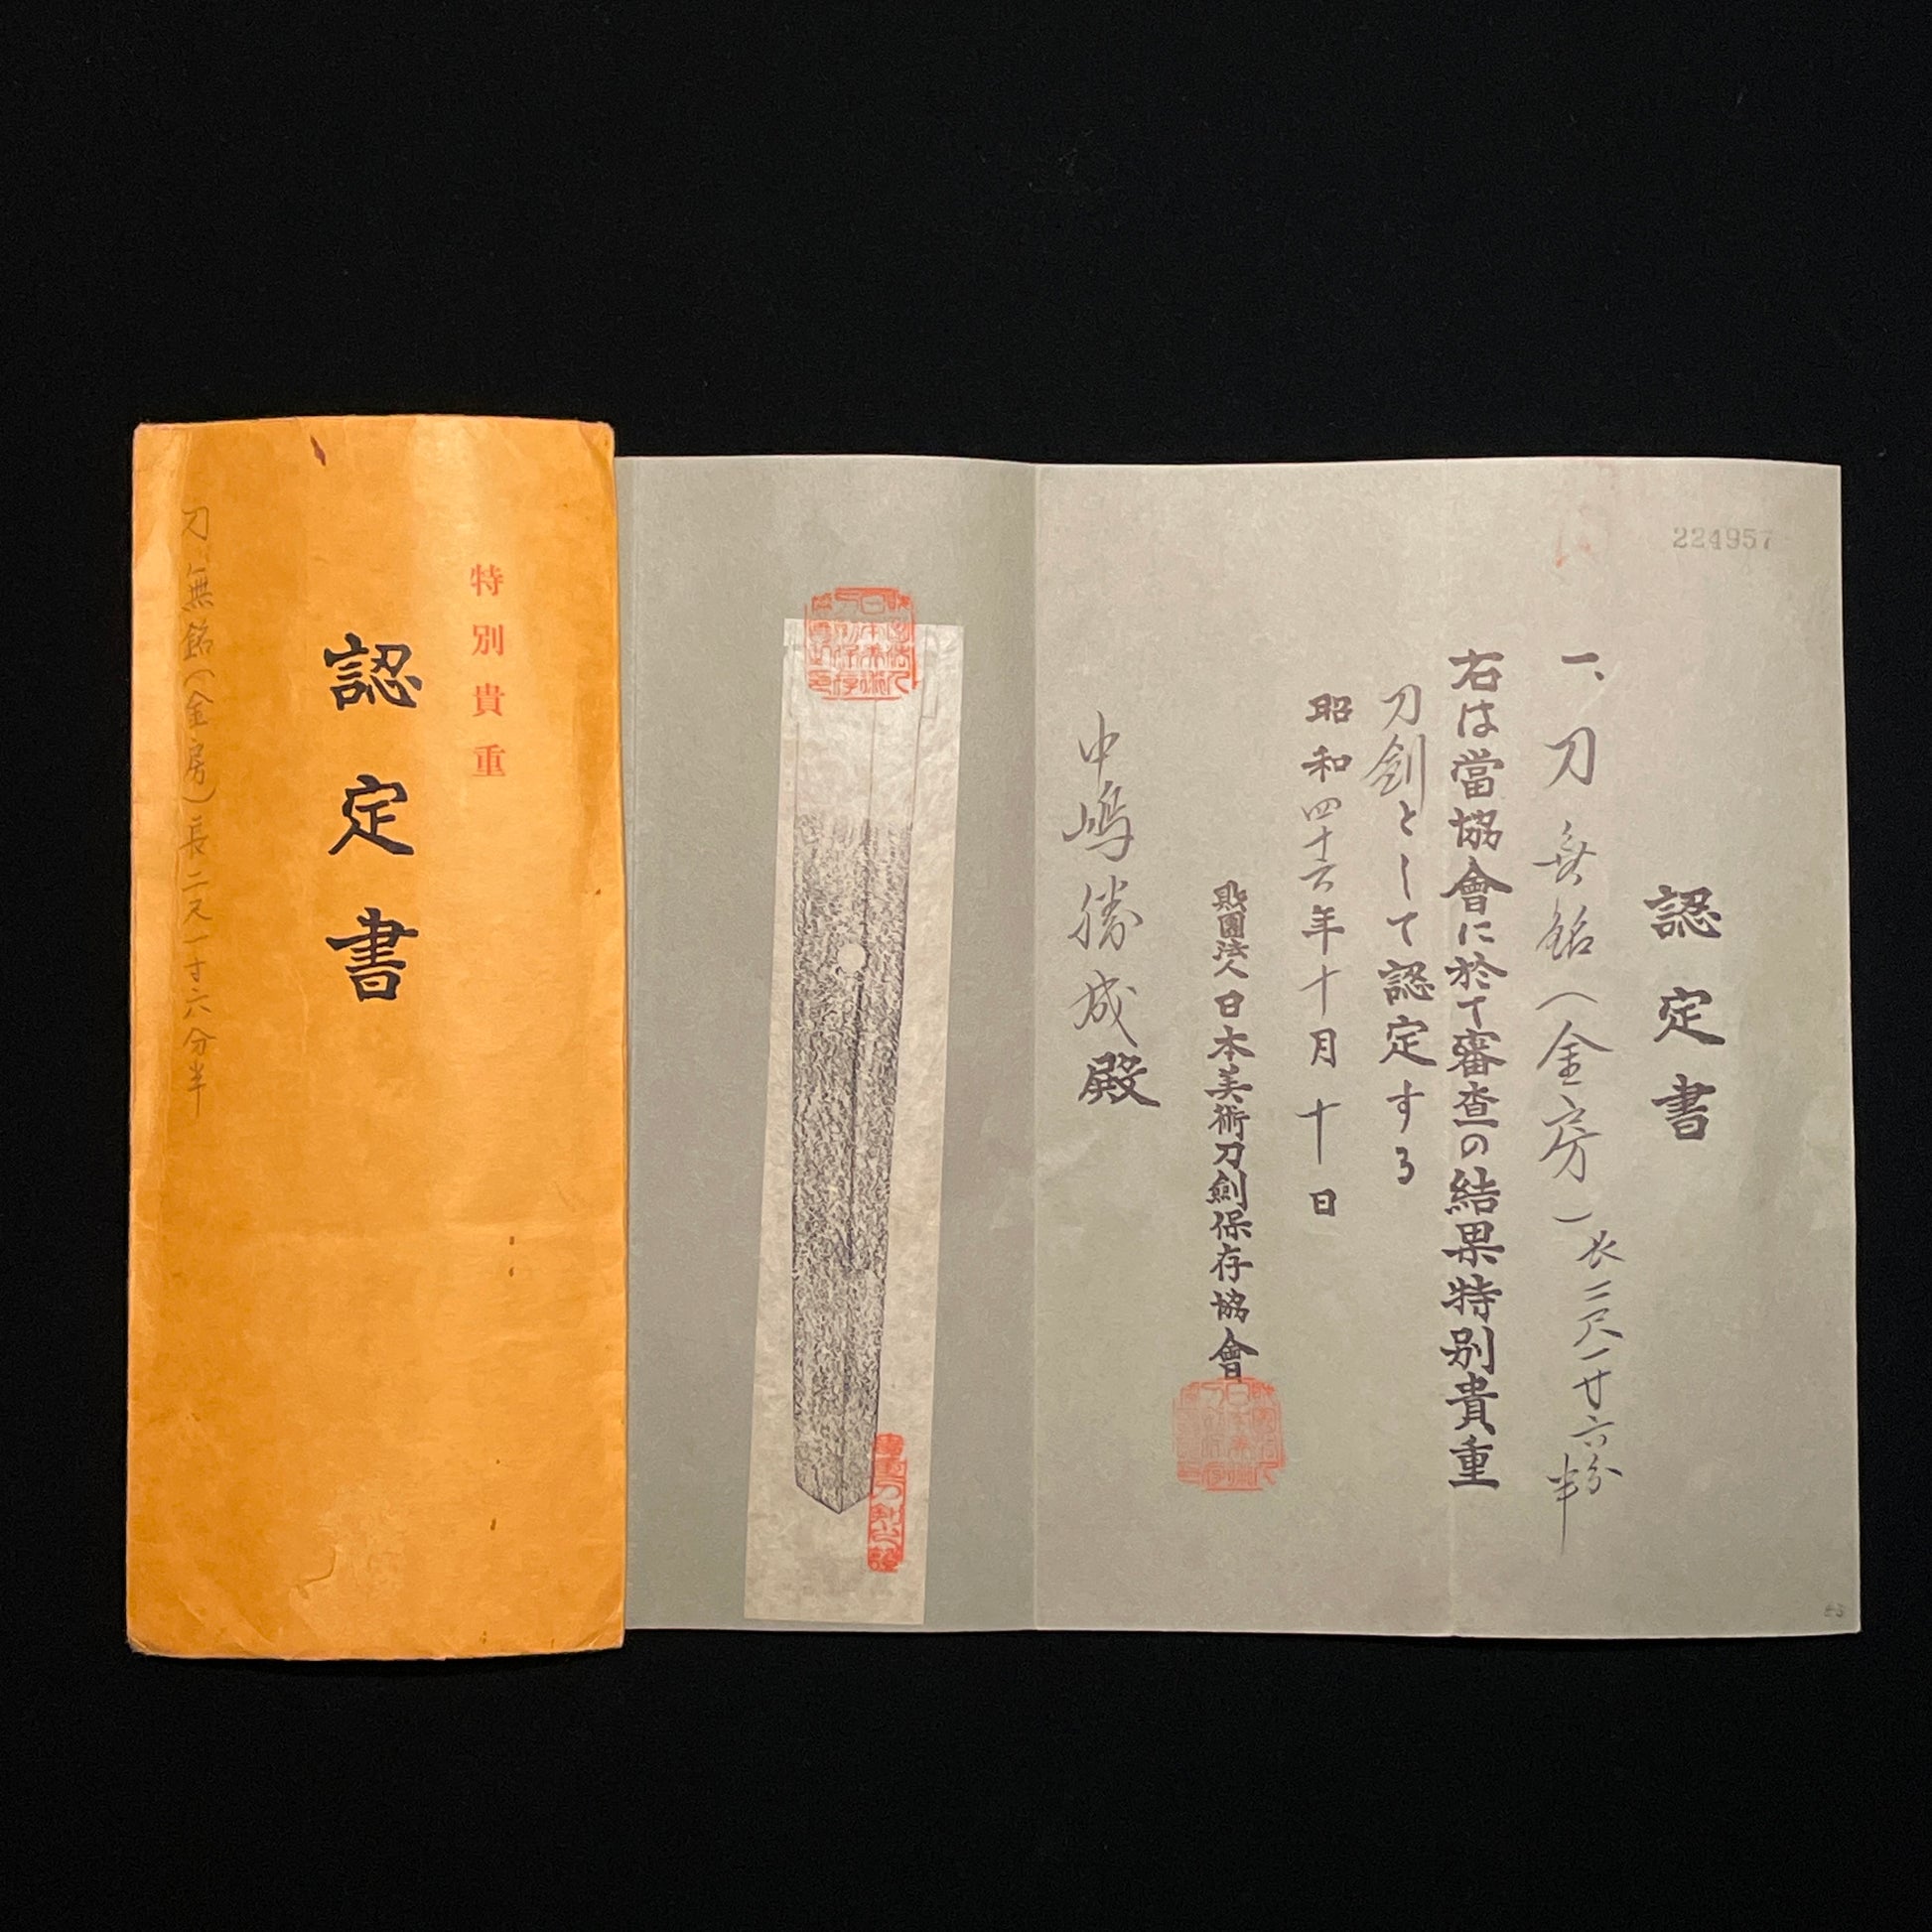 特別貴重
認定書
刀 無銘(金房)長二尺一寸六分半
224957
認定書
一、刀 無銘(金房)長二尺一寸六分半
右は當協會に於て審査の結果特別貴重
刀劍として認定する
昭和四十六年十月十日
財團法人日本美術刀劍保存協會
中嶋勝成殿